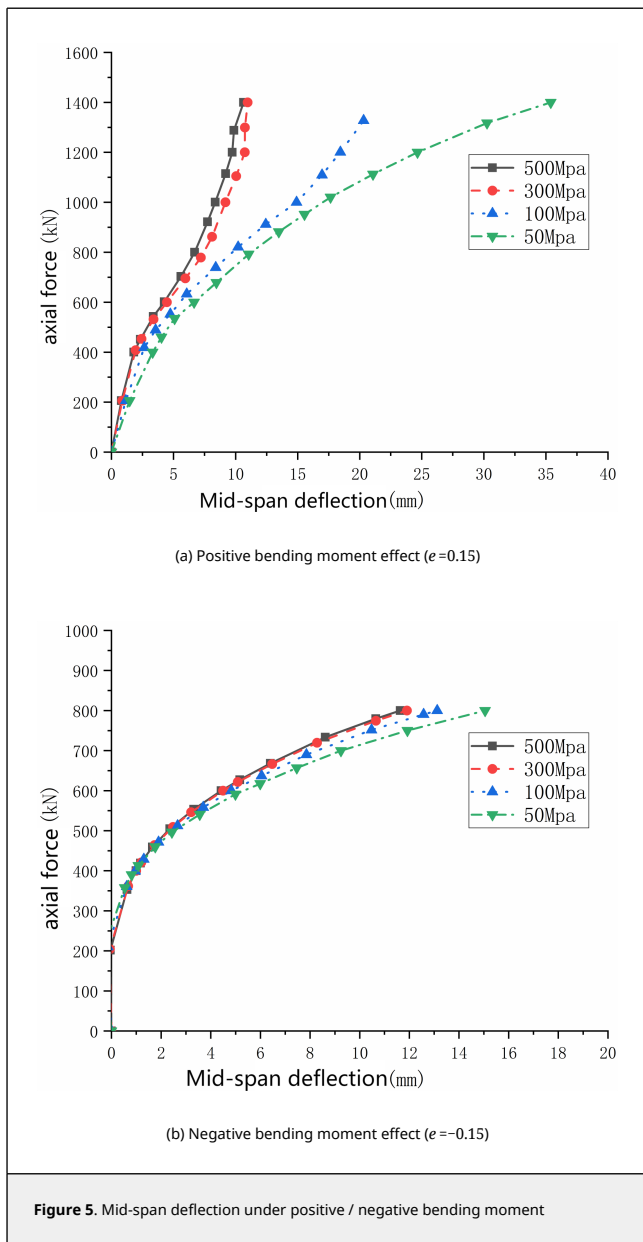 1600
1400
1200
1000
800
600
400
200
0
axial force (kN)
500Mpa
300Mpa
100Mpa
50Mpa
0 5 10 15 20 25 30 35 40
Mid-span deflection(mm)
(a) Positive bending moment effect (e=0.15)
1000
900
800
700
600
500
400
300
200
100
0
axial force (kN)
500Mpa
300Mpa
100Mpa
50Mpa
0 2 4 6 8 10 12 14 16 18 20
Mid-span deflection(mm)
(b) Negative bending moment effect (e=−0.15)
Figure 5. Mid-span deflection under positive / negative bending moment